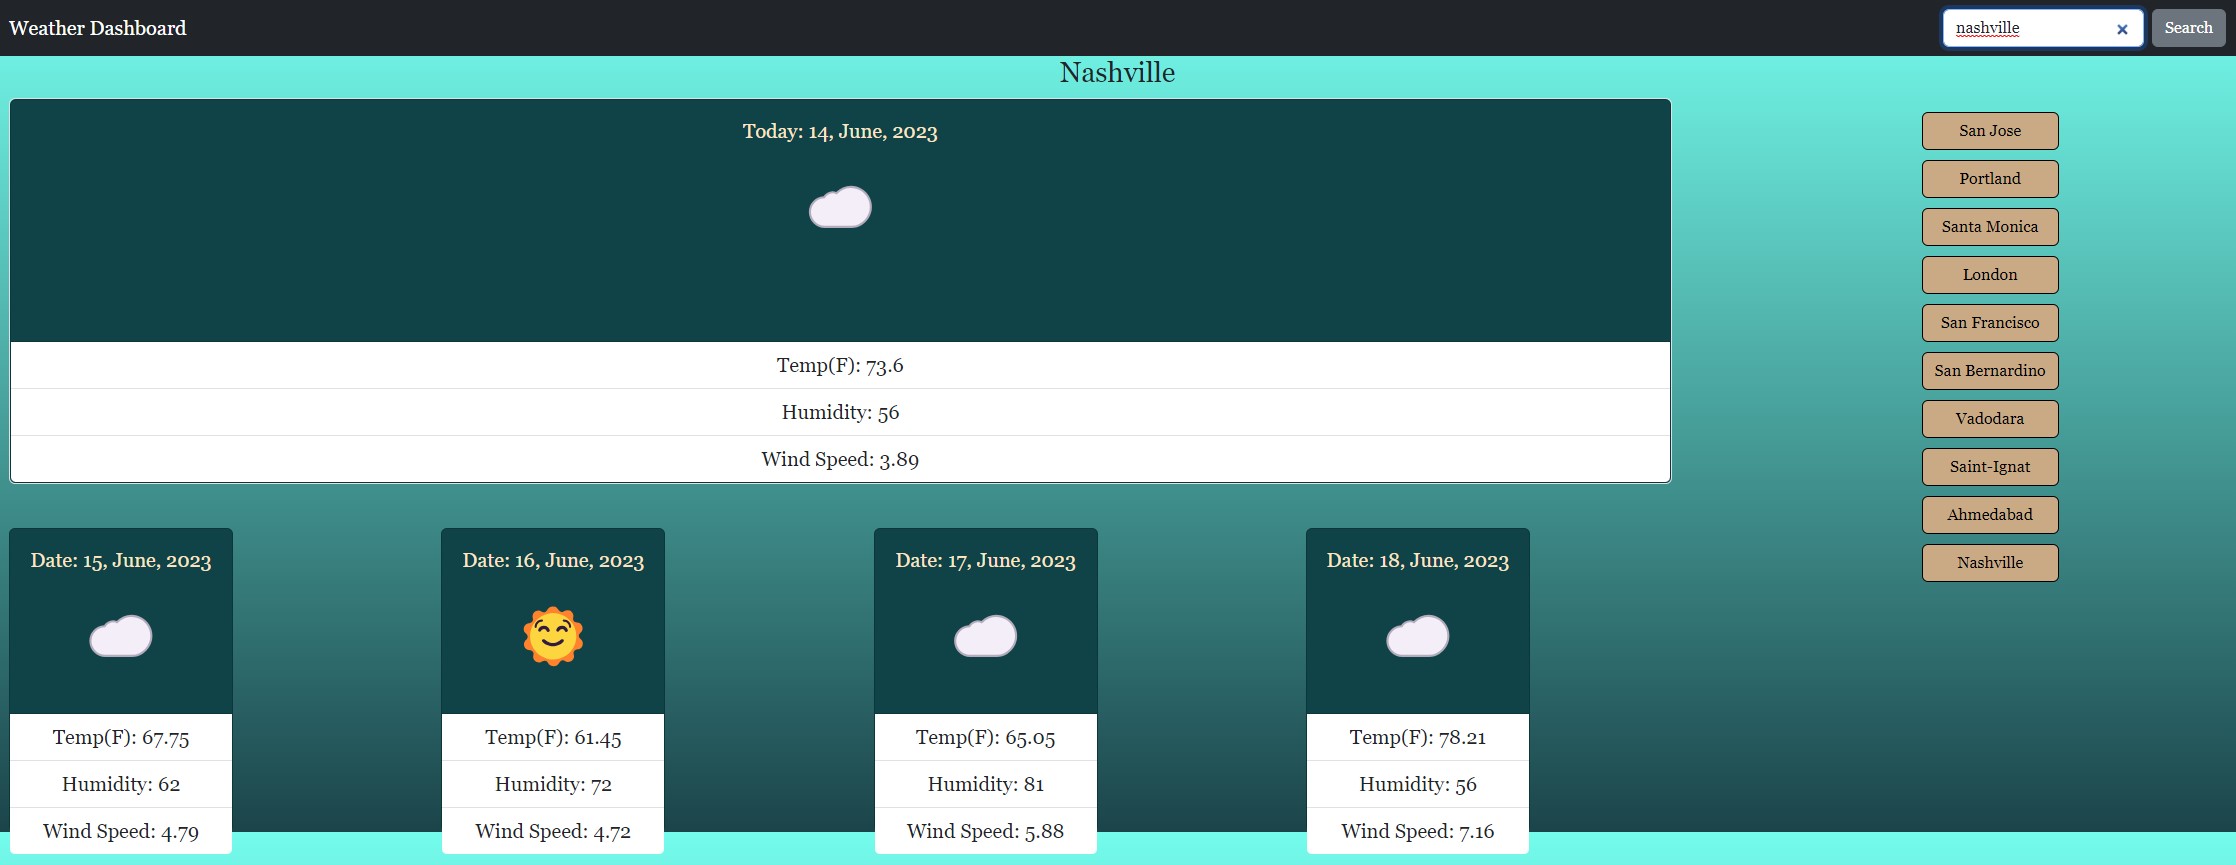 Weather Dashboard
nashville
Search
Nashville
Today: 14, June, 2023
Temp(F): 73.6
Humidity: 56
Wind Speed: 3.89
San Jose
Portland
Santa Monica
London
San Francisco
San Bernardino
Vadodara
Saint-Ignat
Ahmedabad
Nashville
Date: 15, June, 2023
Temp(F): 67.75
Humidity: 62
Wind Speed: 4.79
Date: 16, June, 2023
Temp(F): 61.45
Humidity: 72
Wind Speed: 4.72
Date: 17, June, 2023
Temp(F): 65.05
Humidity: 81
Wind Speed: 5.88
Date: 18, June, 2023
Temp(F): 78.21
Humidity: 56
Wind Speed: 7.16